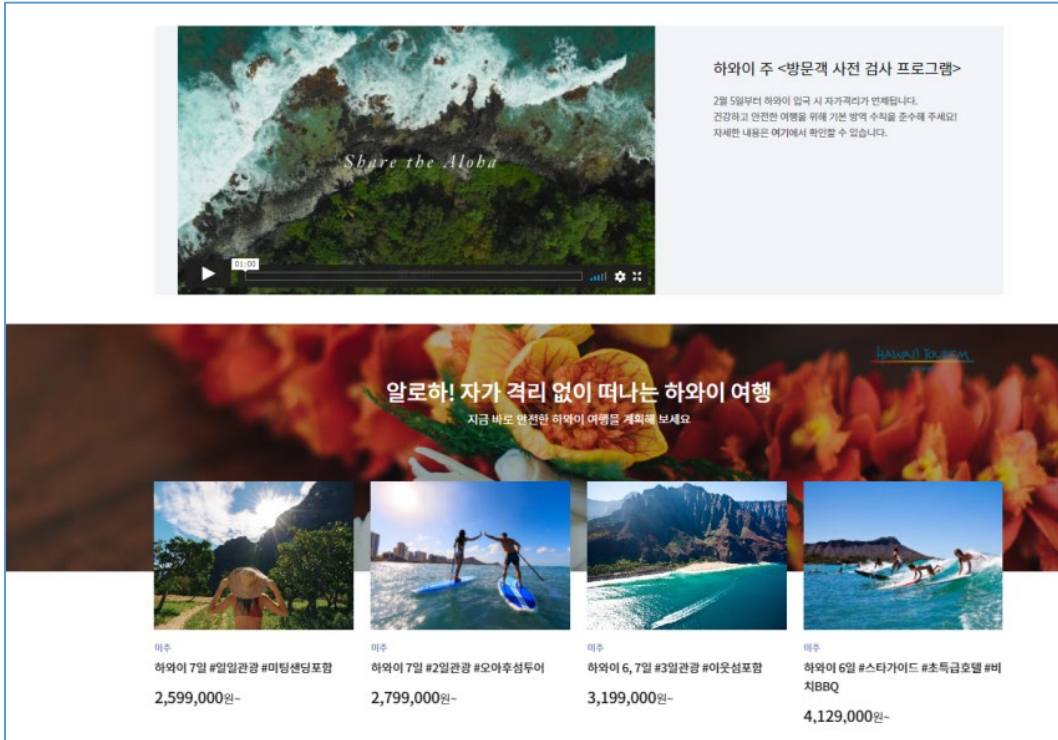 하와이 주 <방문객 사전 검사 프로그램>
2월 5일부터 하와이 입국 시 자가격리가 면제됩니다.
건강하고 안전한 여행을 위해 기본 방역 수칙을 준수해 주세요!
자세한 내용은 여기에서 확인할 수 있습니다.
Share the Aloha
01:00
HAWAI'I TOURISM
알로하! 자가 격리 없이 떠나는 하와이 여행
지금 바로 안전한 하와이 여행을 계획해 보세요
미주
하와이 7일 #일일관광 #미팅샌딩포함
2,599,000원~
미주
하와이 7일 #2일관광 #오아후섬투어
2,799,000원~
미주
하와이 6, 7일 #3일관광 #이웃섬포함
3,199,000원~
미주
하와이 6일 #스타가이드 #초특급호텔 #비
치BBQ
4,129,000원~